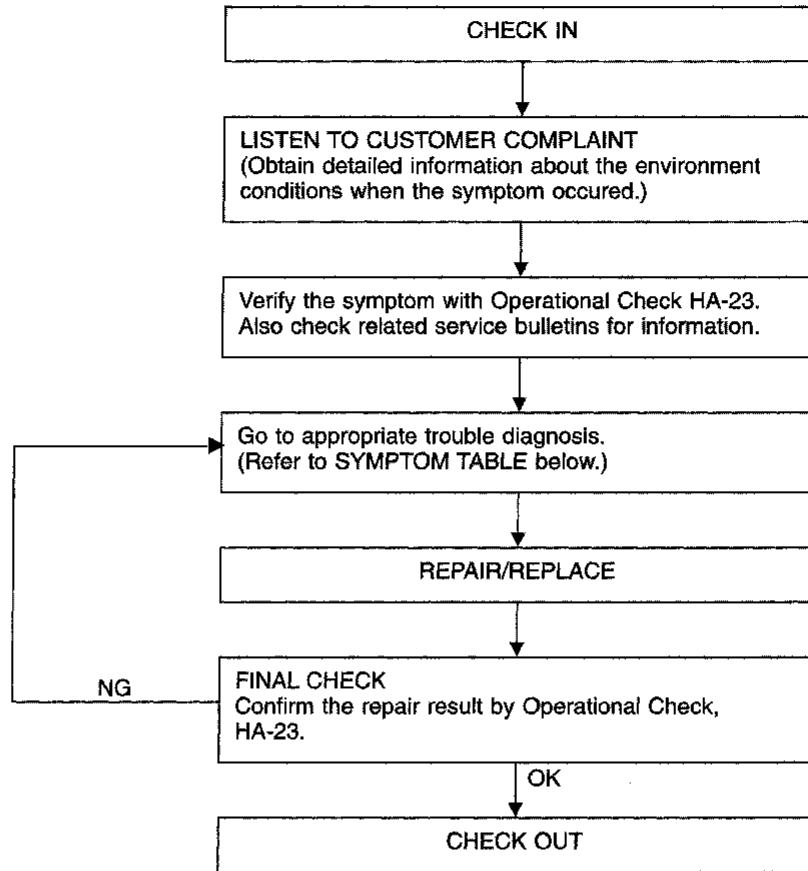 CHECK IN
LISTEN TO CUSTOMER COMPLAINT
(Obtain detailed information about the environment
conditions when the symptom occured.)
Verify the symptom with Operational Check HA-23.
Also check related service bulletins for information.
Go to appropriate trouble diagnosis.
(Refer to SYMPTOM TABLE below.)
REPAIR/REPLACE
NG
FINAL CHECK
Confirm the repair result by Operational Check,
HA-23.
OK
CHECK OUT